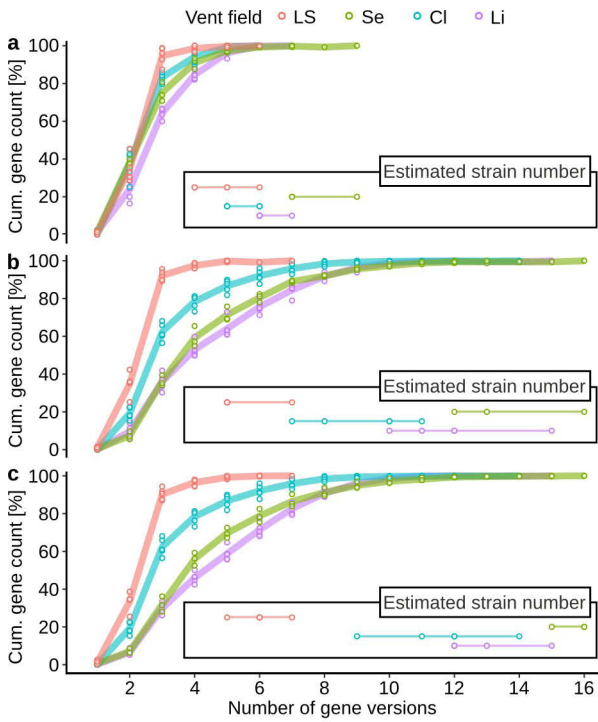 Vent field LS Se Cl Li
a
Cum. gene count [%]
100
80
60
40
20
0
Estimated strain number
b
Cum. gene count [%]
100
80
60
40
20
0
Estimated strain number
c
Cum. gene count [%]
100
80
60
40
20
0
Estimated strain number
2 4 6 8 10 12 14 16
Number of gene versions